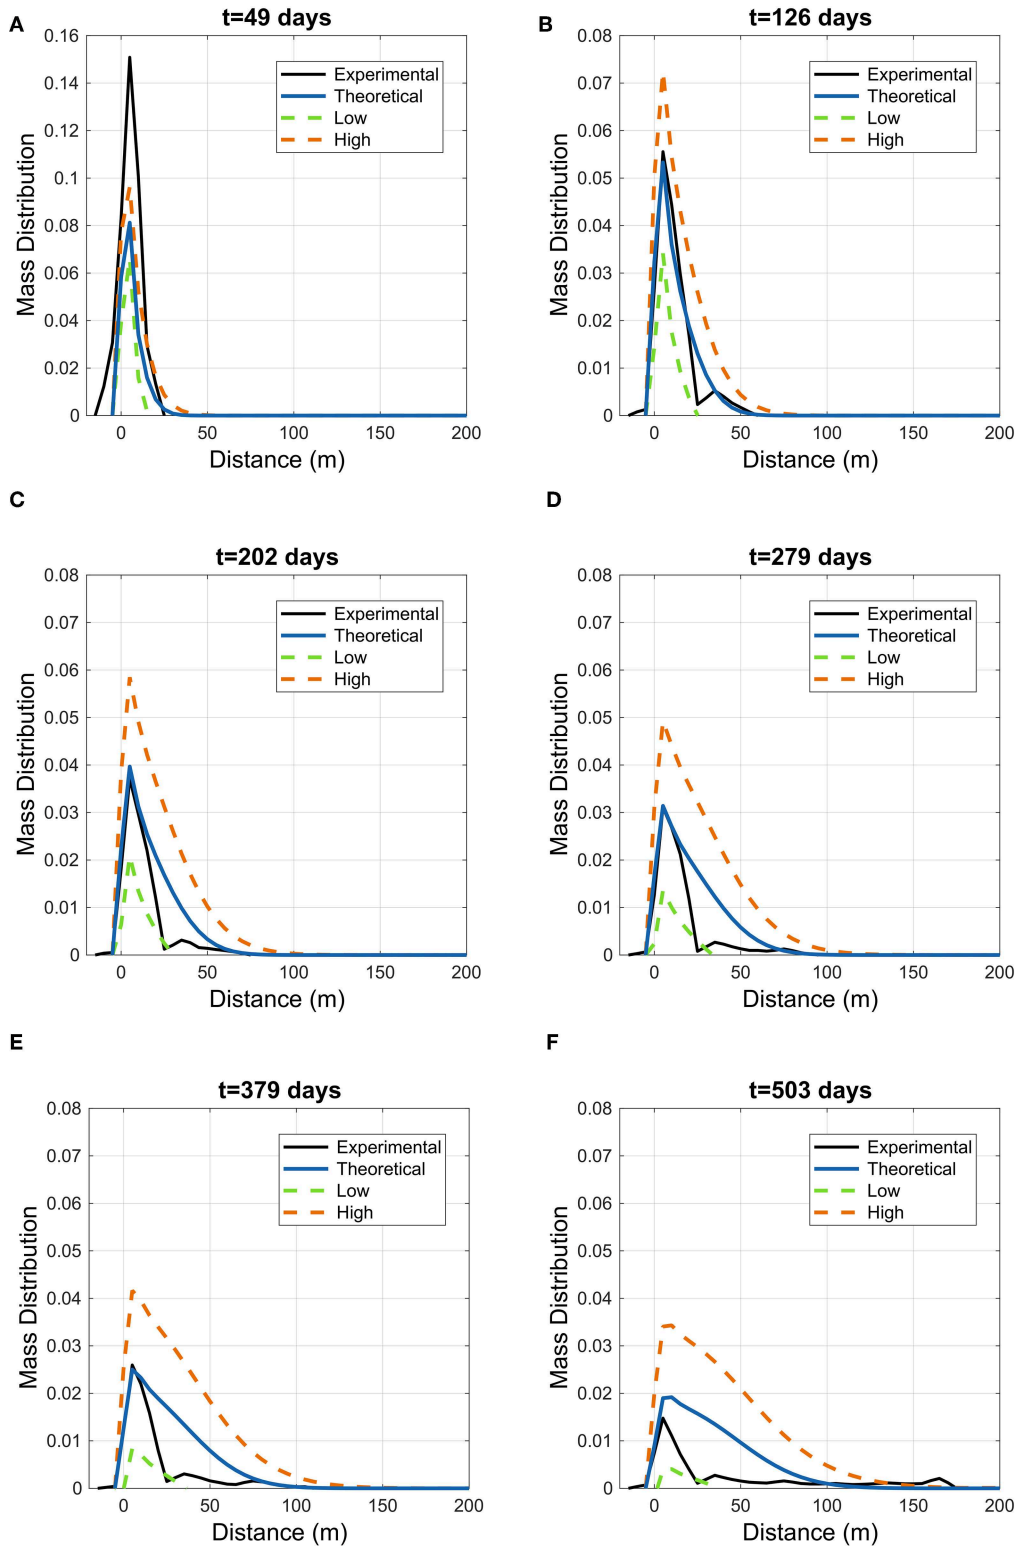 A
t=49 days
Mass Distribution
0.16
0.14
0.12
0.1
0.08
0.06
0.04
0.02
0
Experimental
Theoretical
Low
High
0 50 100 150 200
Distance (m)
B
t=126 days
Mass Distribution
0.08
0.07
0.06
0.05
0.04
0.03
0.02
0.01
0
Experimental
Theoretical
Low
High
0 50 100 150 200
Distance (m)
C
t=202 days
Mass Distribution
0.08
0.07
0.06
0.05
0.04
0.03
0.02
0.01
0
Experimental
Theoretical
Low
High
0 50 100 150 200
Distance (m)
D
t=279 days
Mass Distribution
0.08
0.07
0.06
0.05
0.04
0.03
0.02
0.01
0
Experimental
Theoretical
Low
High
0 50 100 150 200
Distance (m)
E
t=379 days
Mass Distribution
0.08
0.07
0.06
0.05
0.04
0.03
0.02
0.01
0
Experimental
Theoretical
Low
High
0 50 100 150 200
Distance (m)
F
t=503 days
Mass Distribution
0.08
0.07
0.06
0.05
0.04
0.03
0.02
0.01
0
Experimental
Theoretical
Low
High
0 50 100 150 200
Distance (m)